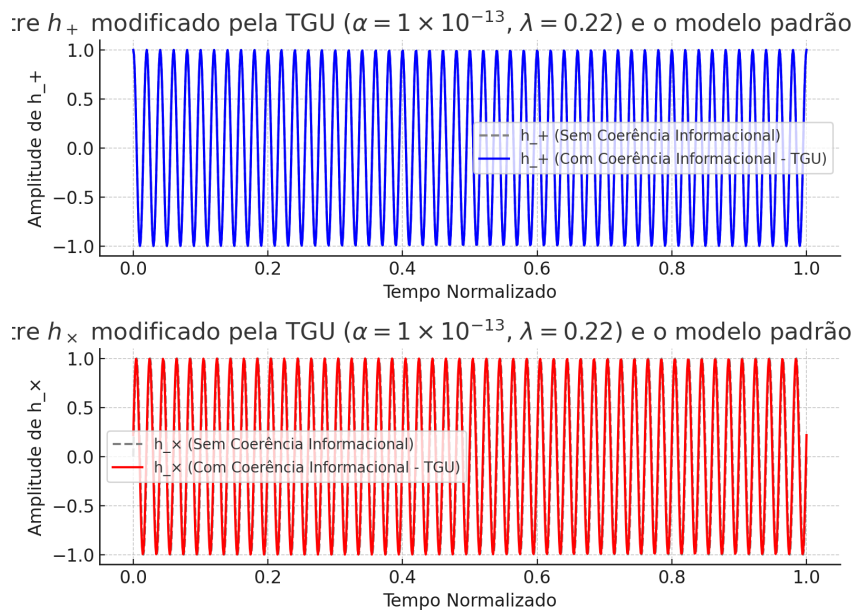 tre h₊ modificado pela TGU (α = 1 × 10⁻¹³, λ = 0.22) e o modelo padrão
1.0
0.5
0.0
−0.5
−1.0
Amplitude de h_+
h_+ (Sem Coerência Informacional)
h_+ (Com Coerência Informacional - TGU)
0.0 0.2 0.4 0.6 0.8 1.0
Tempo Normalizado
tre hₓ modificado pela TGU (α = 1 × 10⁻¹³, λ = 0.22) e o modelo padrão
1.0
0.5
0.0
−0.5
−1.0
Amplitude de h_×
h_× (Sem Coerência Informacional)
h_× (Com Coerência Informacional - TGU)
0.0 0.2 0.4 0.6 0.8 1.0
Tempo Normalizado